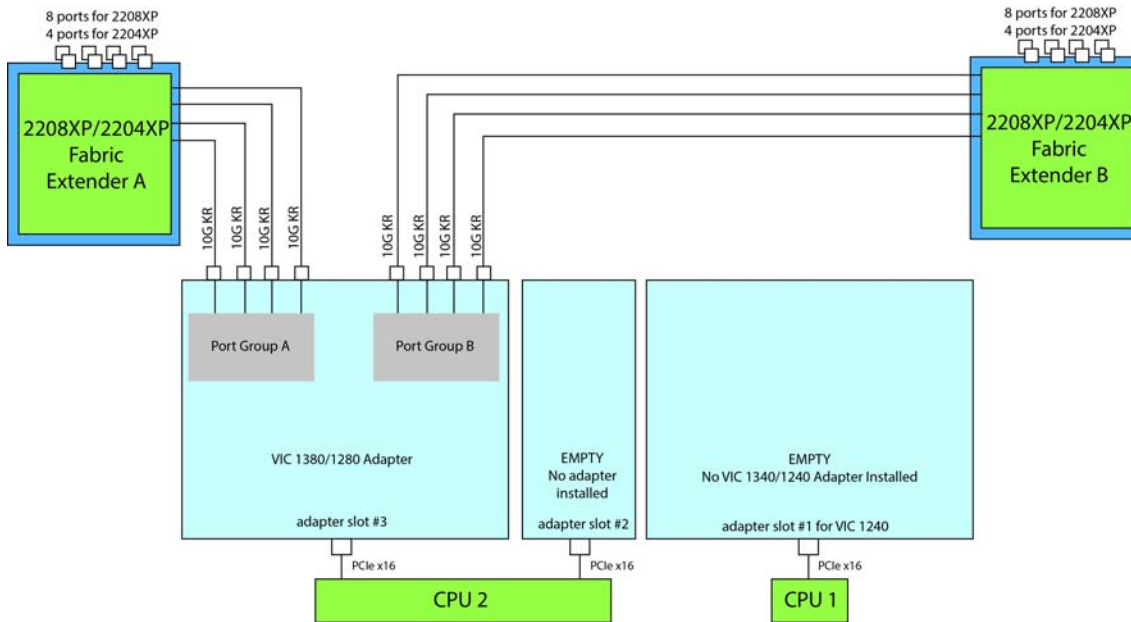 8 ports for 2208XP
4 ports for 2204XP
8 ports for 2208XP
4 ports for 2204XP
2208XP/2204XP
Fabric
Extender A
2208XP/2204XP
Fabric
Extender B
10G KR
10G KR
10G KR
10G KR
10G KR
10G KR
10G KR
10G KR
Port Group A
Port Group B
VIC 1380/1280 Adapter
adapter slot #3
EMPTY
No adapter
installed
adapter slot #2
EMPTY
No VIC 1340/1240 Adapter Installed
adapter slot #1 for VIC 1240
PCIe x16
PCIe x16
PCIe x16
CPU 2
CPU 1